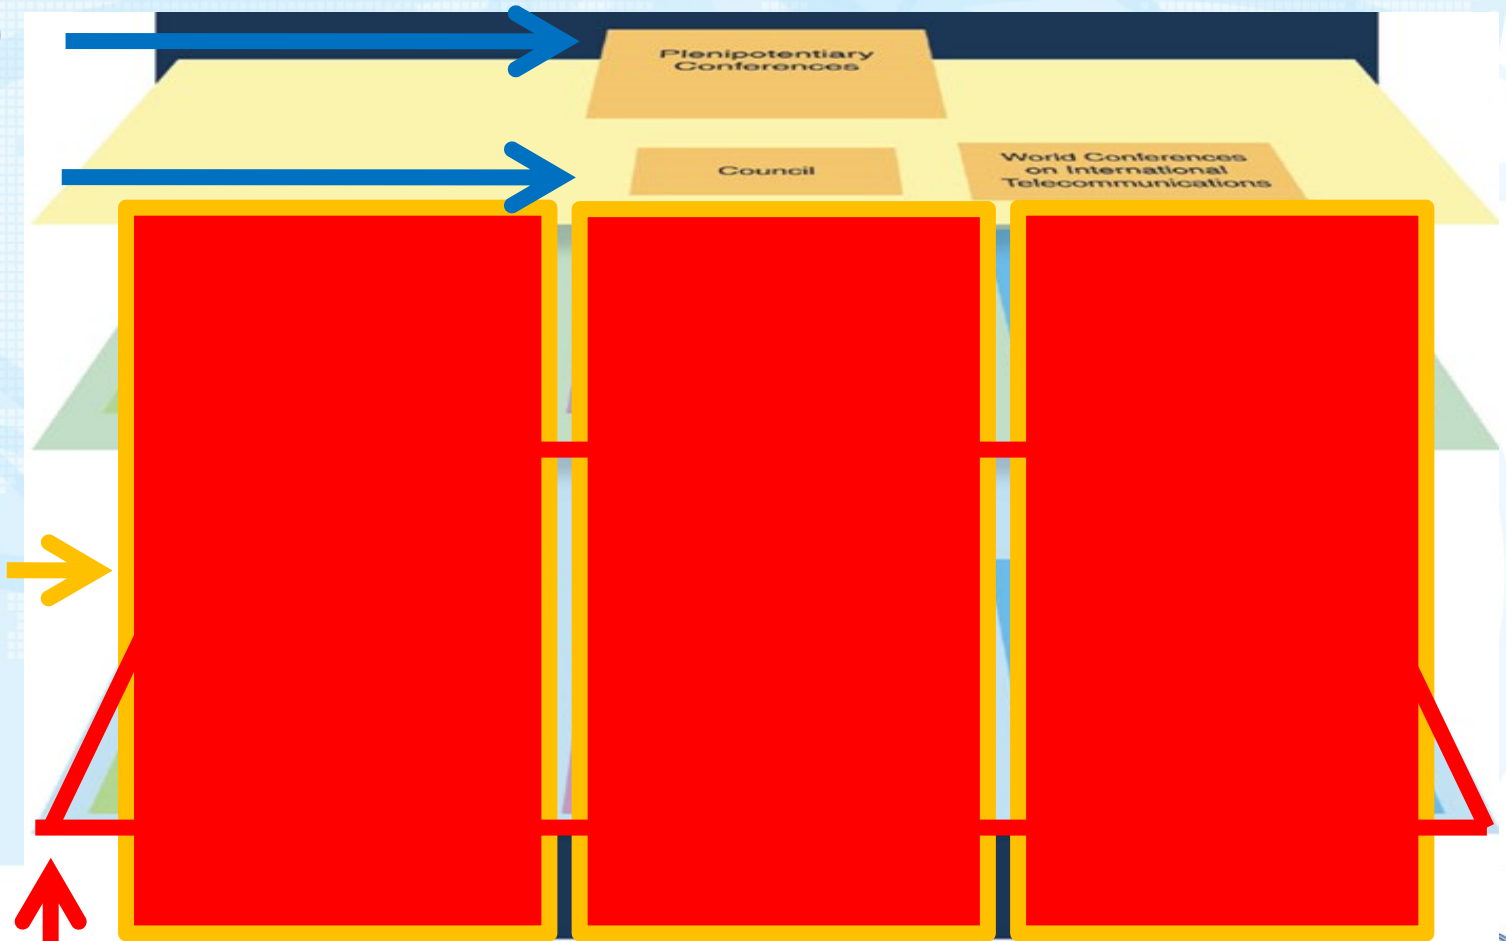 Plenipotentiary
Conferences
Council
World Conferences
on International
Telecommunications